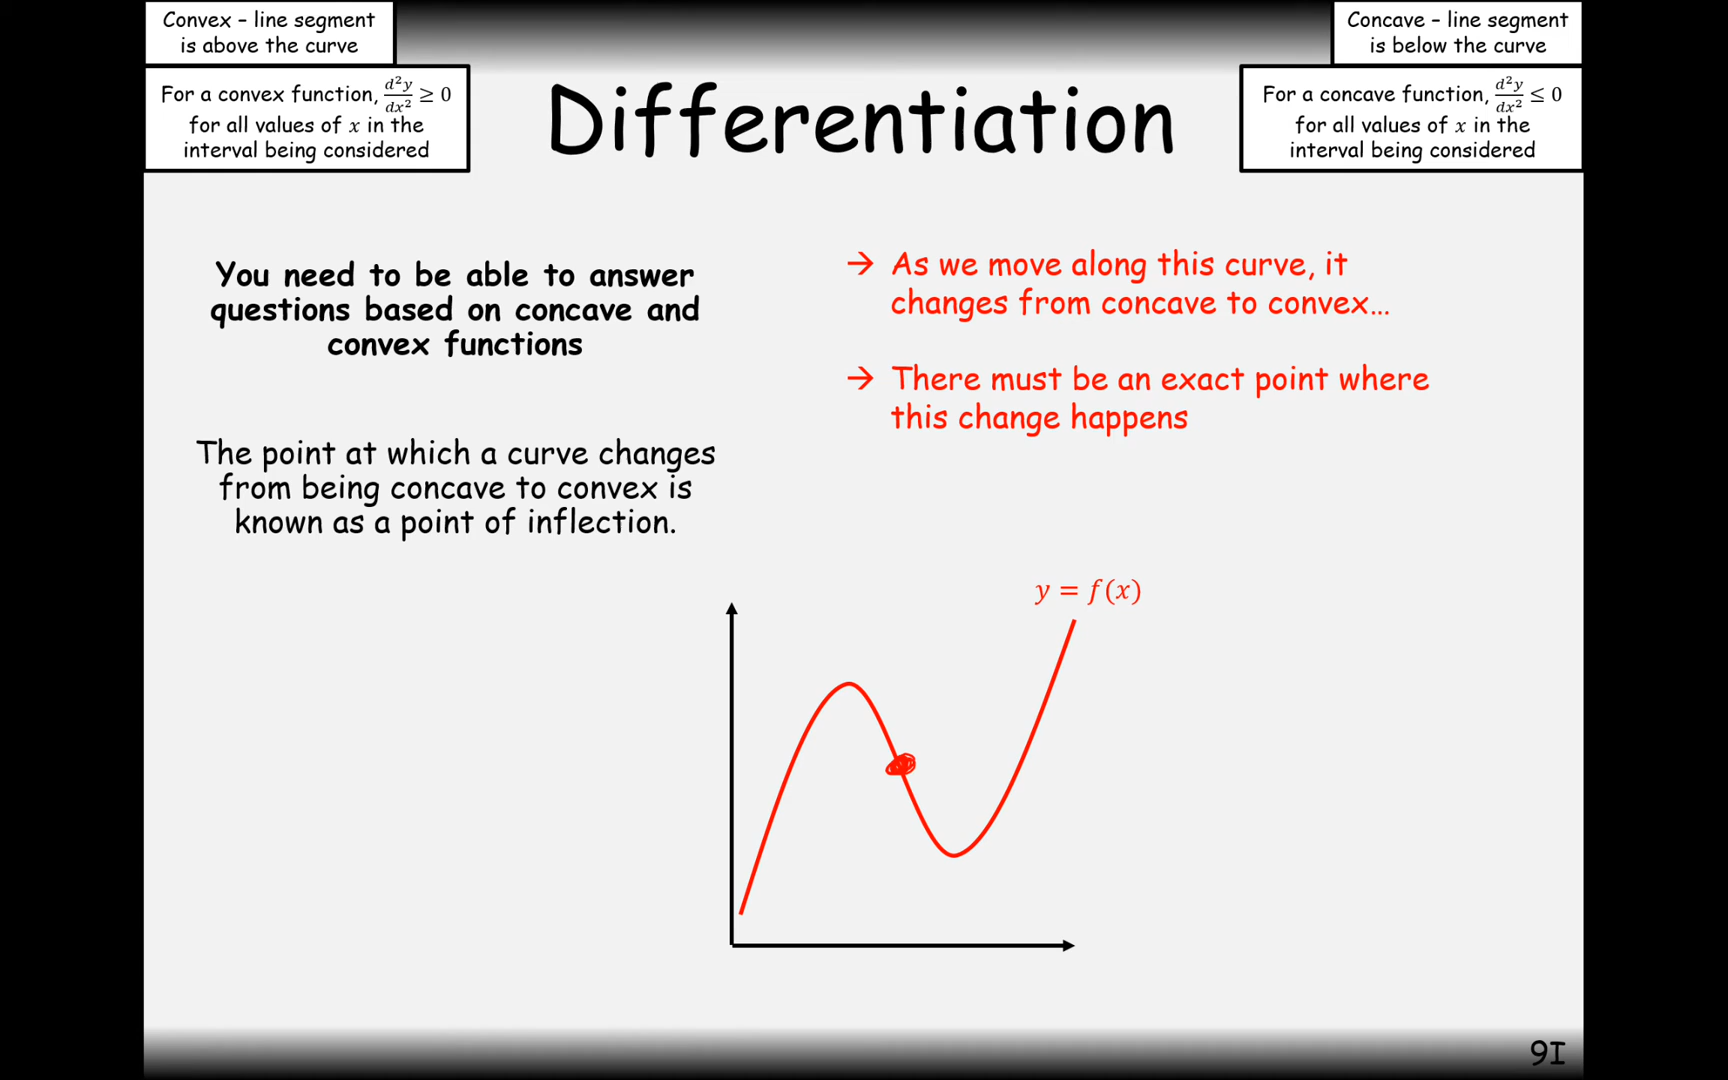 Convex – line segment
is above the curve
For a convex function, d²y/dx² ≥ 0
for all values of x in the
interval being considered
Differentiation
Concave – line segment
is below the curve
For a concave function, d²y/dx² ≤ 0
for all values of x in the
interval being considered
You need to be able to answer
questions based on concave and
convex functions
The point at which a curve changes
from being concave to convex is
known as a point of inflection.
→ As we move along this curve, it
changes from concave to convex…
→ There must be an exact point where
this change happens
y = f(x)
9I